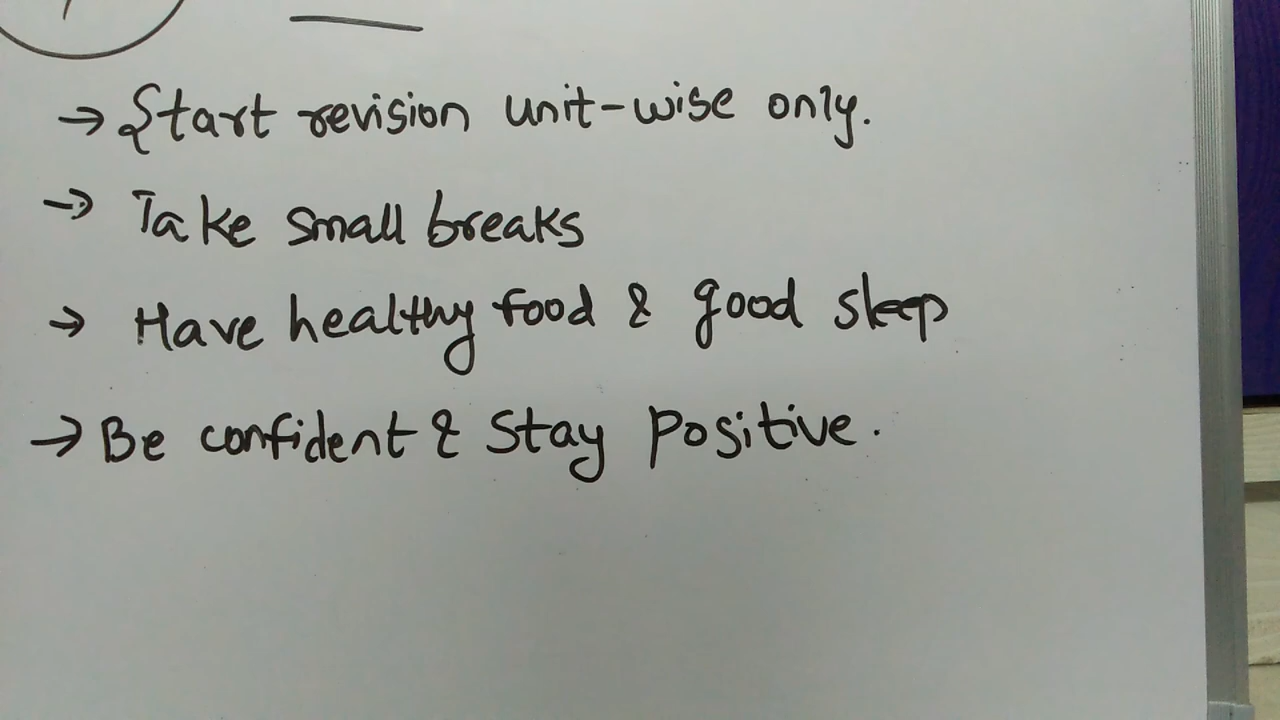 → Start revision unit-wise only.
→ Take small breaks
→ Have healthy food & good sleep
→ Be confident & Stay Positive.